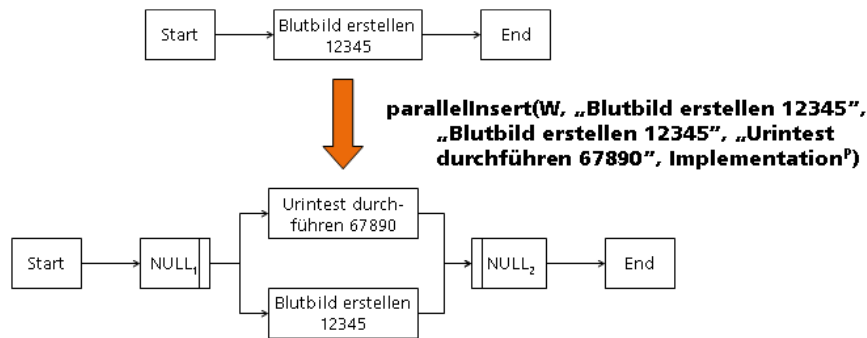 Start
Blutbild erstellen
12345
End
parallelInsert(W, „Blutbild erstellen 12345”,
„Blutbild erstellen 12345”, „Urintest
durchführen 67890”, Implementationᴾ)
Urintest durch-
führen 67890
Start
NULL₁
NULL₂
End
Blutbild erstellen
12345